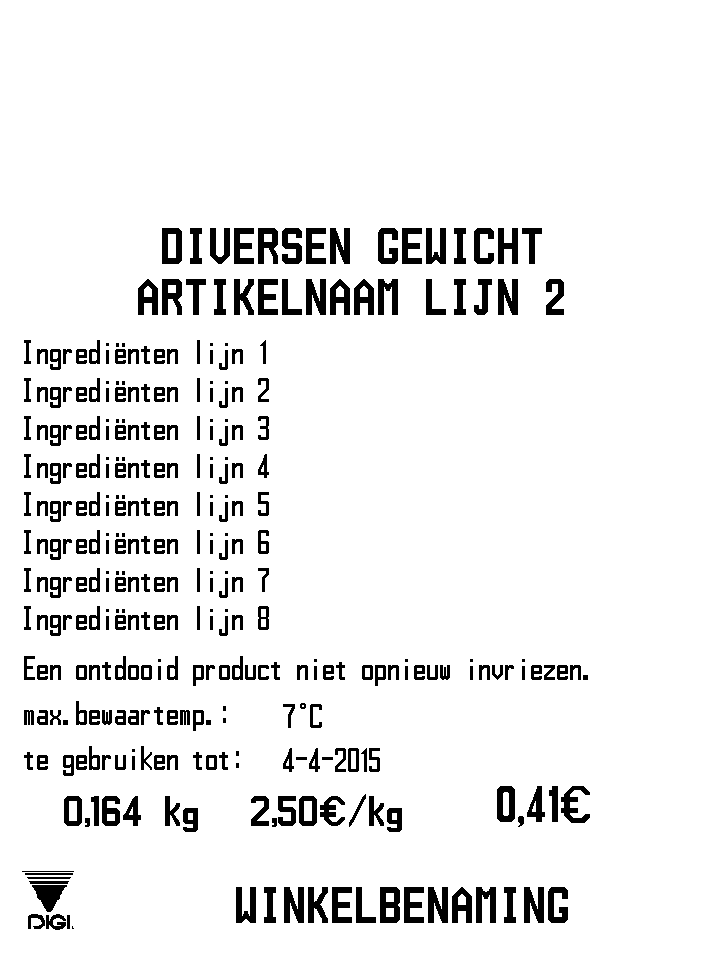 DIVERSEN GEWICHT
ARTIKELNAAM LIJN 2
Ingrediënten lijn 1
Ingrediënten lijn 2
Ingrediënten lijn 3
Ingrediënten lijn 4
Ingrediënten lijn 5
Ingrediënten lijn 6
Ingrediënten lijn 7
Ingrediënten lijn 8
Een ontdooid product niet opnieuw invriezen.
max.bewaartemp.: 7°C
te gebruiken tot: 4-4-2015
0,164 kg 2,50€/kg 0,41€
DIGI. WINKELBENAMING